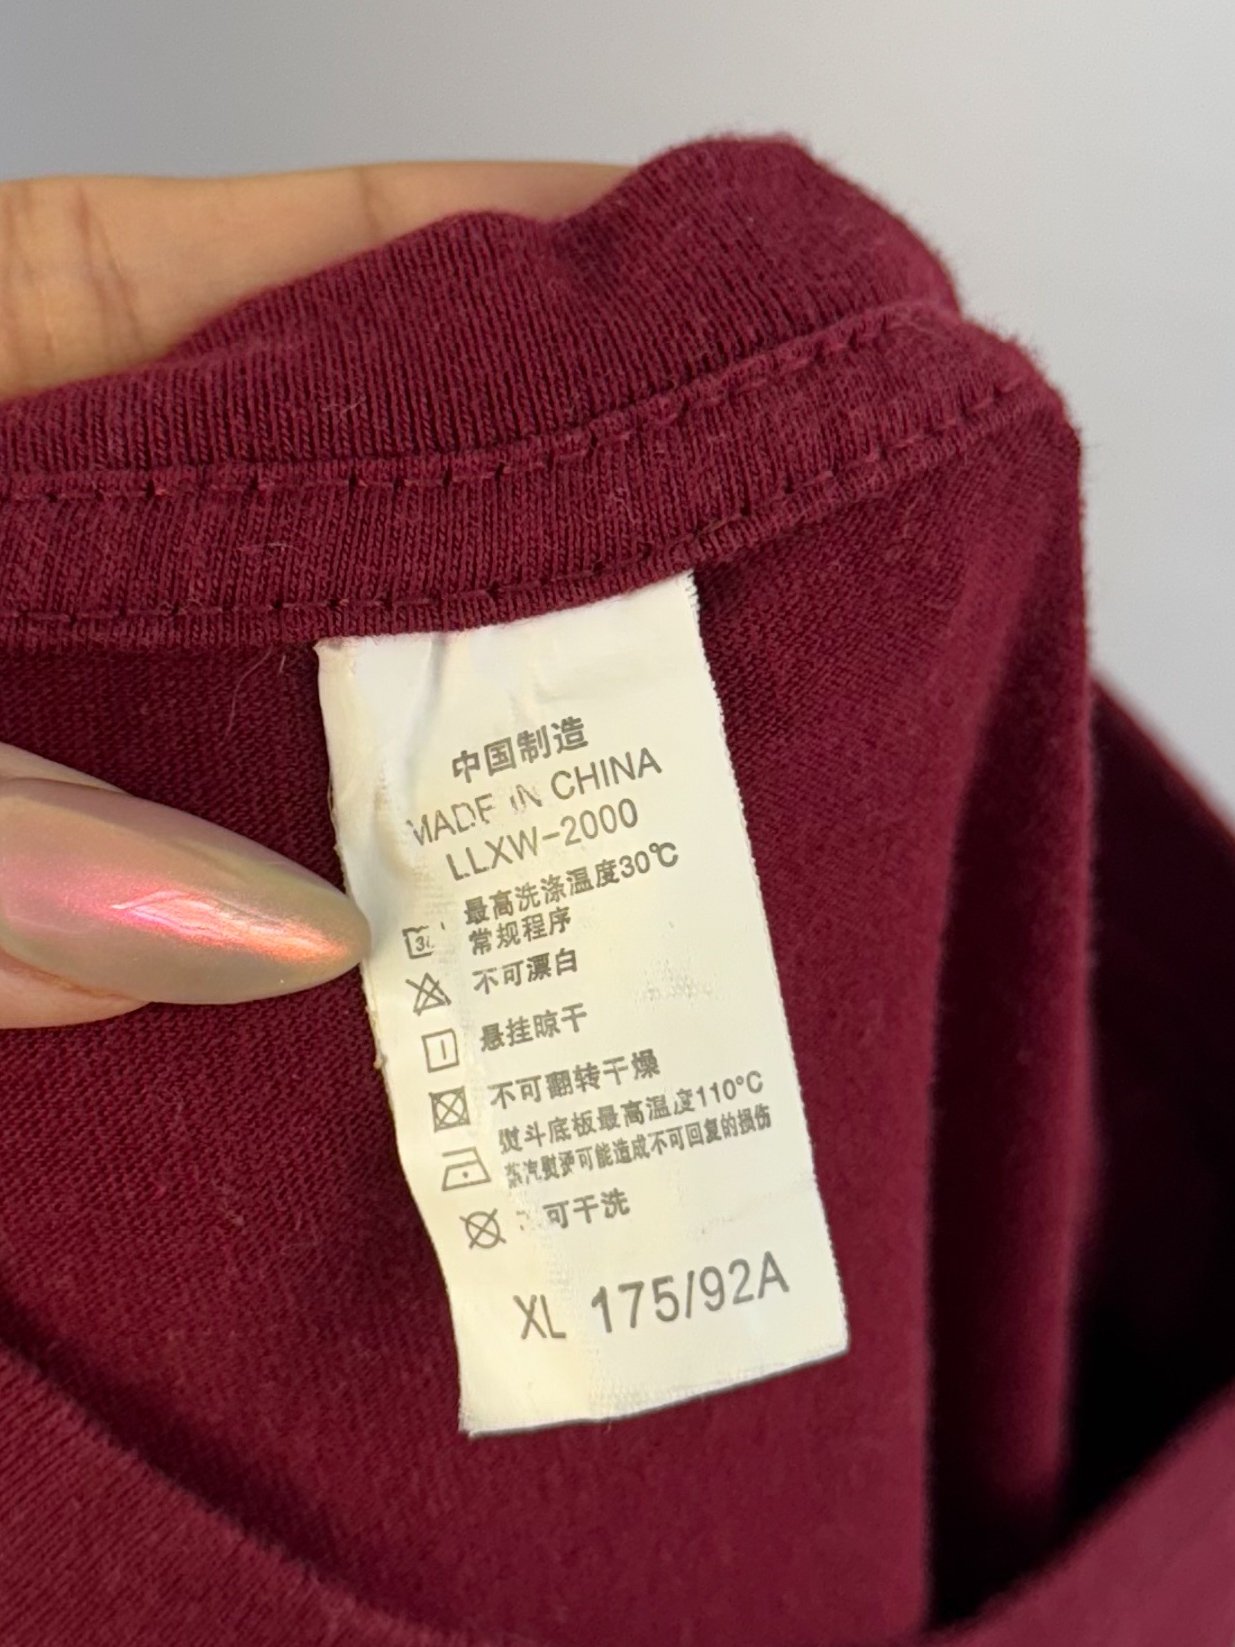 中国制造
MADE IN CHINA
LLXW-2000
最高洗涤温度30℃
30 常规程序
不可漂白
悬挂晾干
不可翻转干燥
熨斗底板最高温度110℃
蒸汽熨烫可能造成不可回复的损伤
可干洗
XL 175/92A